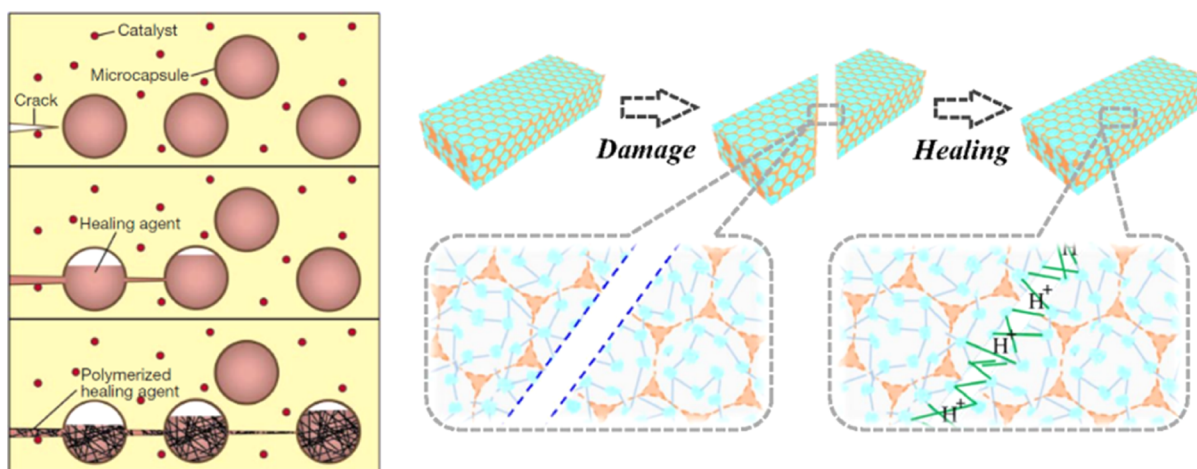 Catalyst
Microcapsule
Crack
Healing agent
Polymerized
healing agent
Damage
Healing
H
H+
H+
H+